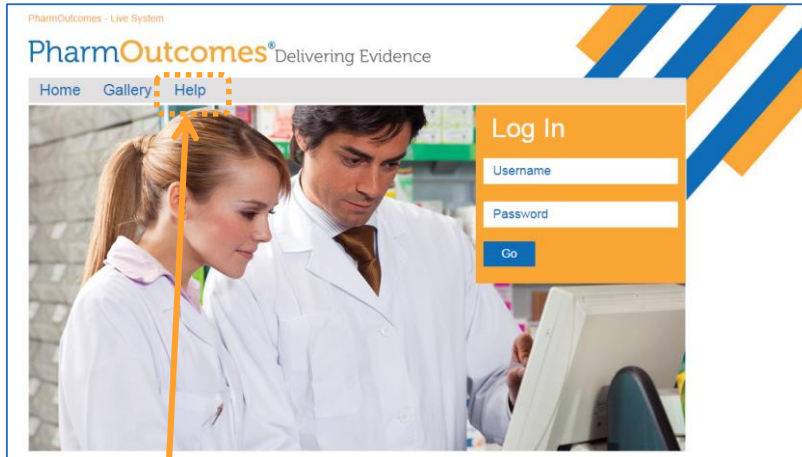 PharmOutcomes - Live System
PharmOutcomes® Delivering Evidence
Home Gallery Help
Log In
Username
Password
Go